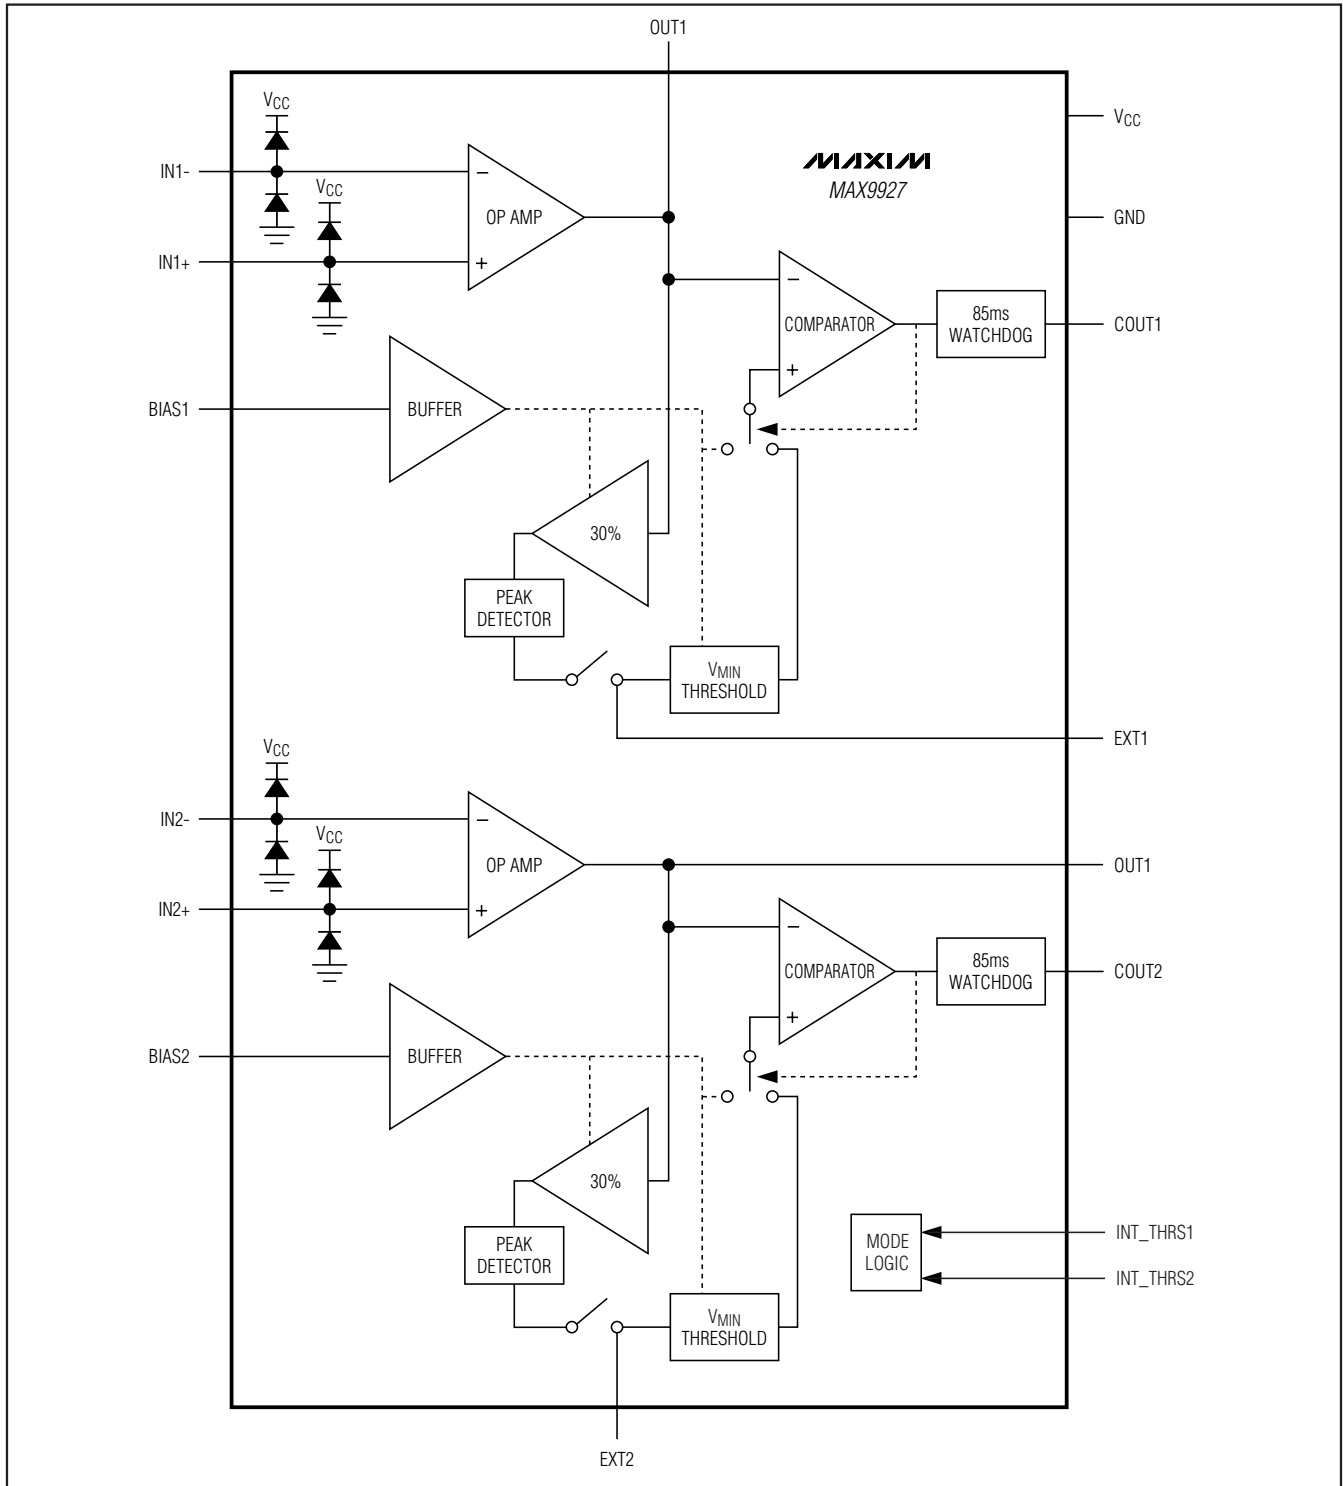 OUT1
VCC
VCC
MAXIM
IN1-
−
VCC
MAX9927
OP AMP
GND
IN1+
+
−
COMPARATOR
85ms
WATCHDOG
COUT1
+
BIAS1
BUFFER
30%
PEAK
DETECTOR
VMIN
THRESHOLD
EXT1
VCC
IN2-
−
VCC
OP AMP
OUT1
IN2+
+
−
COMPARATOR
85ms
WATCHDOG
COUT2
+
BIAS2
BUFFER
30%
PEAK
DETECTOR
MODE
LOGIC
INT_THRS1
INT_THRS2
VMIN
THRESHOLD
EXT2